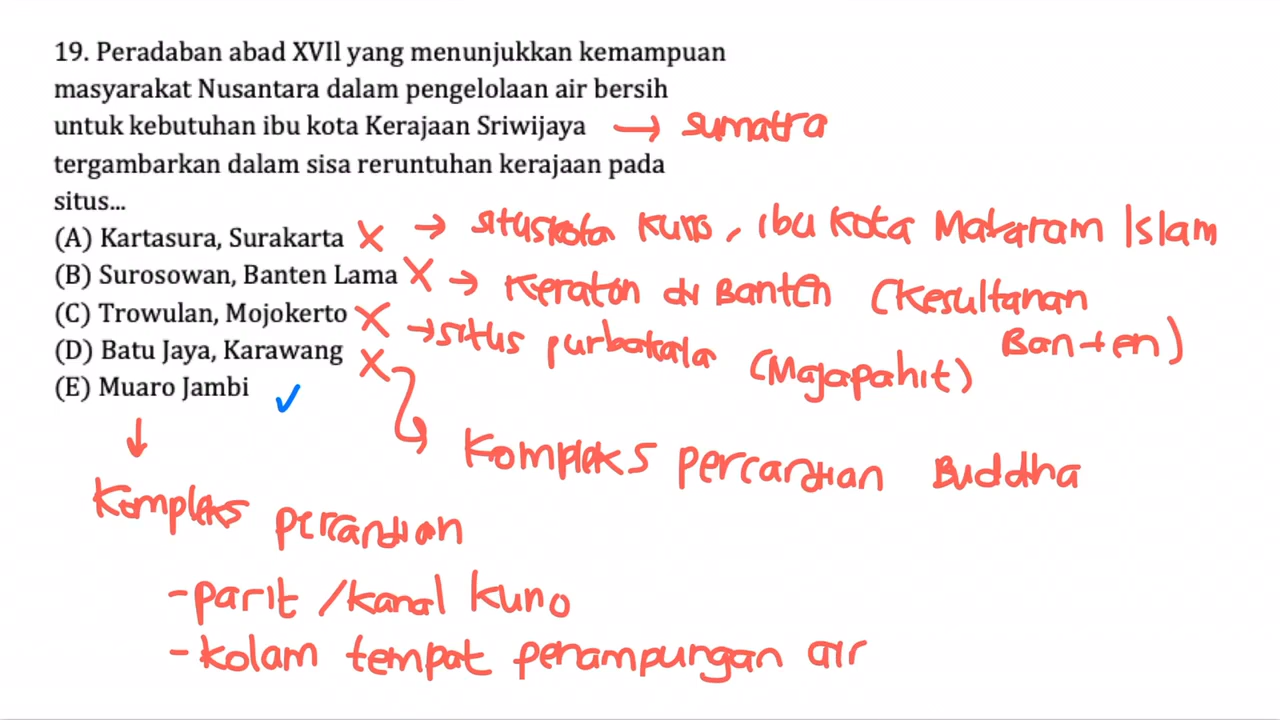 19. Peradaban abad XVIl yang menunjukkan kemampuan
masyarakat Nusantara dalam pengelolaan air bersih
untuk kebutuhan ibu kota Kerajaan Sriwijaya → sumatra
tergambarkan dalam sisa reruntuhan kerajaan pada
situs...
(A) Kartasura, Surakarta X → situs kota kuno, Ibu Kota Mataram Islam
(B) Surosowan, Banten Lama X → Keraton di Banten (Kesultanan Banten)
(C) Trowulan, Mojokerto X → situs purbakala (Majapahit)
(D) Batu Jaya, Karawang X
(E) Muaro Jambi ✓
Kompleks percandian Buddha
Kompleks percandian
- parit / kanal kuno
- kolam tempat penampungan air